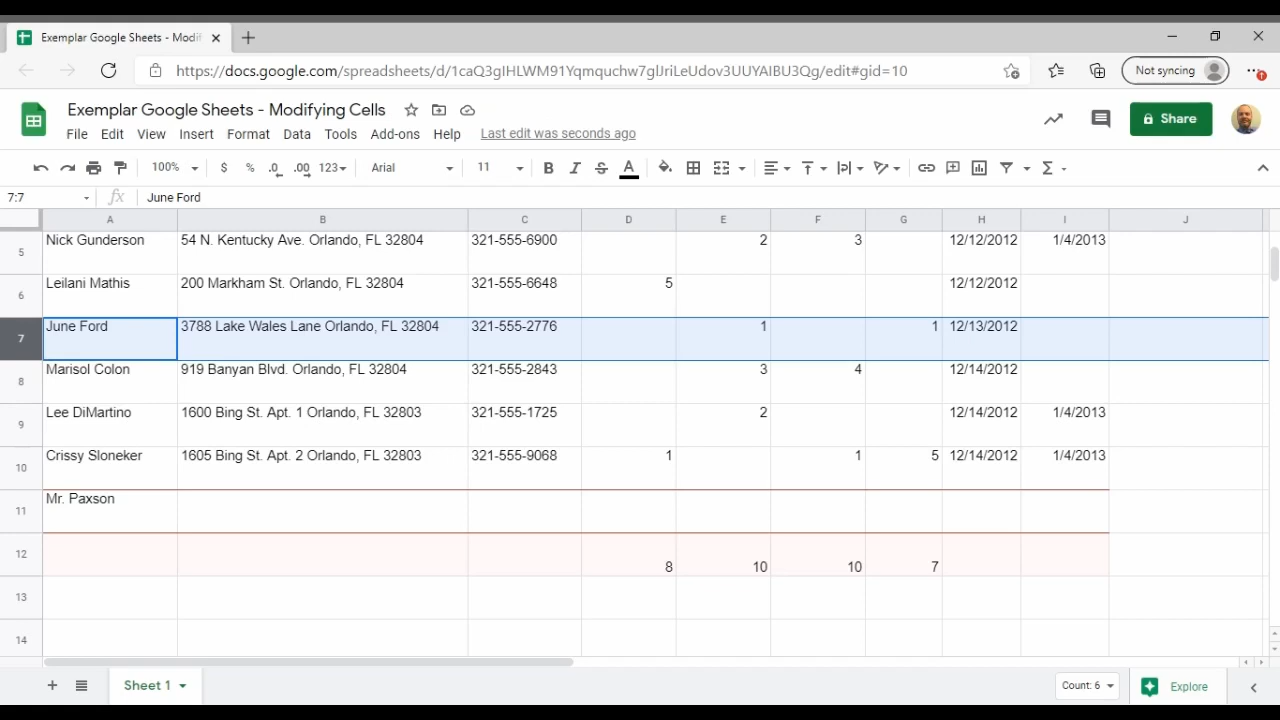 Exemplar Google Sheets - Modif
https://docs.google.com/spreadsheets/d/1caQ3glULWM91Yqmquchw7glJriLeUdov3UUYAIBU3Qg/edit#gid=10
Not syncing
Exemplar Google Sheets - Modifying Cells
File Edit View Insert Format Data Tools Add-ons Help Last edit was seconds ago
Share
100% $ % .0 .00 123 Arial 11 B I S A Σ
7:7 fx June Ford
A B C D E F G H I J
5 Nick Gunderson 54 N. Kentucky Ave. Orlando, FL 32804 321-555-6900 2 3 12/12/2012 1/4/2013
6 Leilani Mathis 200 Markham St. Orlando, FL 32804 321-555-6648 5 12/12/2012
7 June Ford 3788 Lake Wales Lane Orlando, FL 32804 321-555-2776 1 1 12/13/2012
8 Marisol Colon 919 Banyan Blvd. Orlando, FL 32804 321-555-2843 3 4 12/14/2012
9 Lee DiMartino 1600 Bing St. Apt. 1 Orlando, FL 32803 321-555-1725 2 12/14/2012 1/4/2013
10 Crissy Sloneker 1605 Bing St. Apt. 2 Orlando, FL 32803 321-555-9068 1 1 5 12/14/2012 1/4/2013
11 Mr. Paxson
12 8 10 10 7
13
14
Sheet 1 Count: 6 Explore